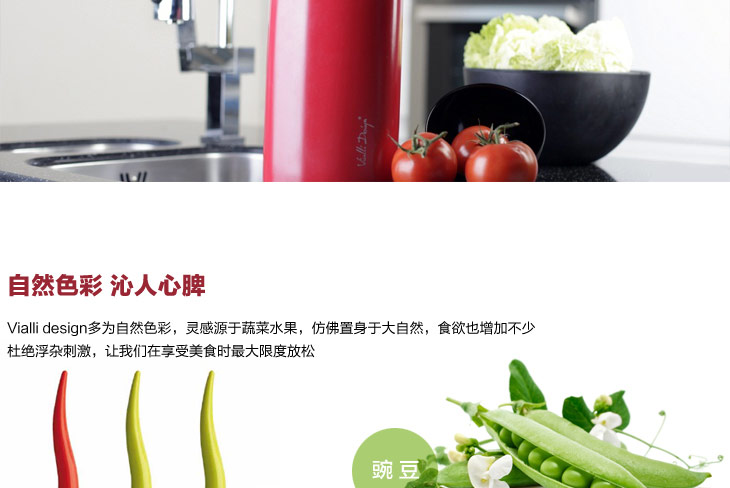 Vialli Design
自然色彩 沁人心脾
Vialli design多为自然色彩，灵感源于蔬菜水果，仿佛置身于大自然，食欲也增加不少
杜绝浮杂刺激，让我们在享受美食时最大限度放松
豌豆